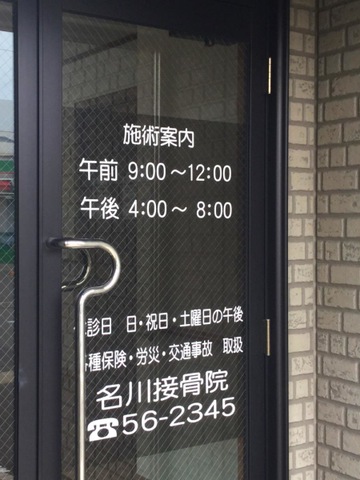 施術案内
午前 9:00～12:00
午後 4:00～ 8:00
診日 日・祝日・土曜日の午後
種保険・労災・交通事故 取扱
名川接骨院
☎56-2345